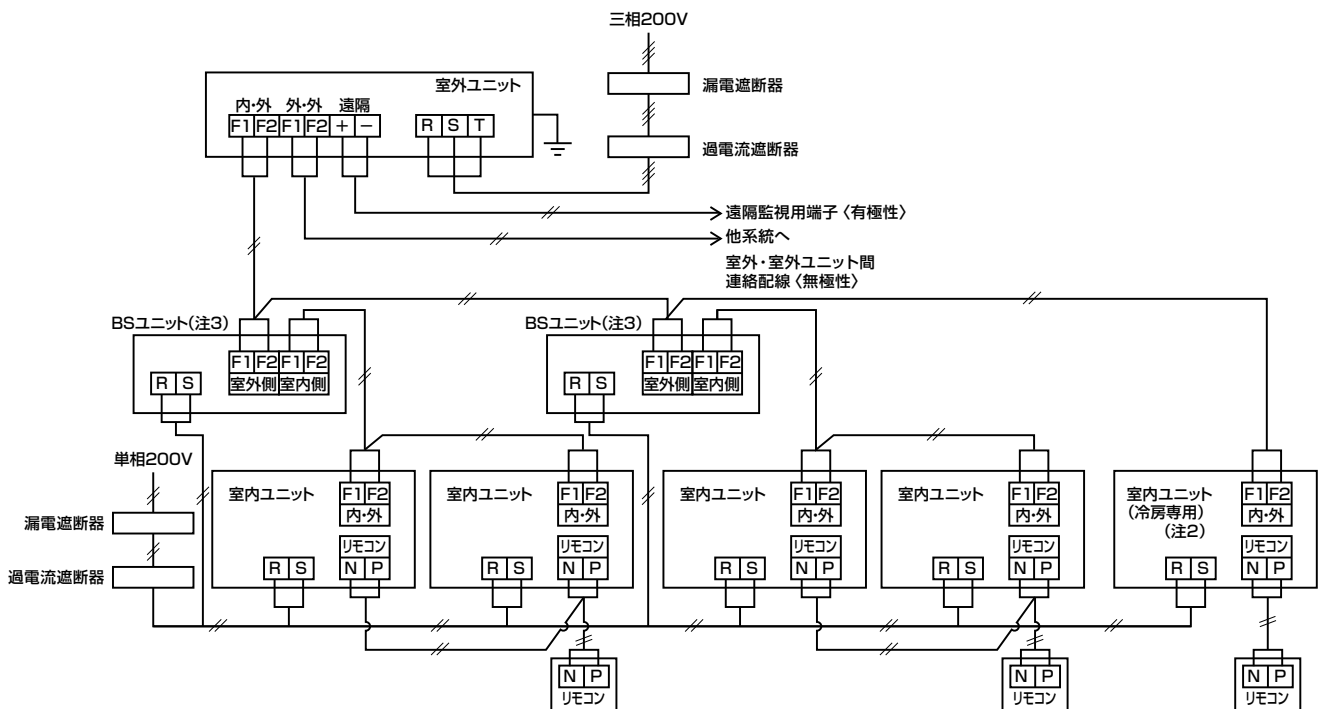 三相200V
室外ユニット
漏電遮断器
内・外 外・外 遠隔
F1 F2 F1 F2 + −
R S T
過電流遮断器
遠隔監視用端子〈有極性〉
他系統へ
室外・室外ユニット間
連絡配線〈無極性〉
BSユニット(注3)
F1 F2 F1 F2
室外側 室内側
R S
BSユニット(注3)
F1 F2 F1 F2
室外側 室内側
R S
単相200V
漏電遮断器
過電流遮断器
室内ユニット
F1 F2
内・外
リモコン
R S
N P
室内ユニット
F1 F2
内・外
リモコン
R S
N P
室内ユニット
F1 F2
内・外
リモコン
R S
N P
室内ユニット
F1 F2
内・外
リモコン
R S
N P
室内ユニット
(冷房専用)
(注2)
F1 F2
内・外
リモコン
R S
N P
N P
リモコン
N P
リモコン
N P
リモコン